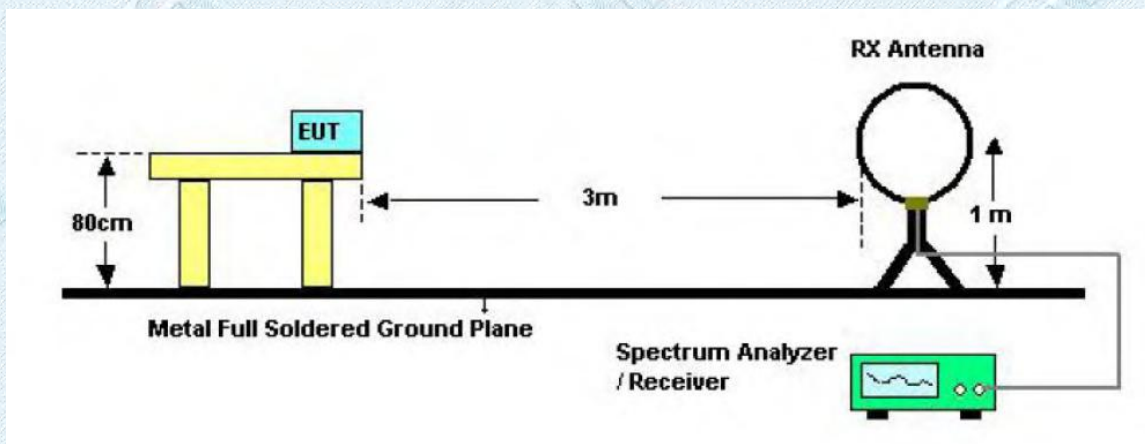 RX Antenna
EUT
3m
80cm
1 m
Metal Full Soldered Ground Plane
Spectrum Analyzer
/ Receiver